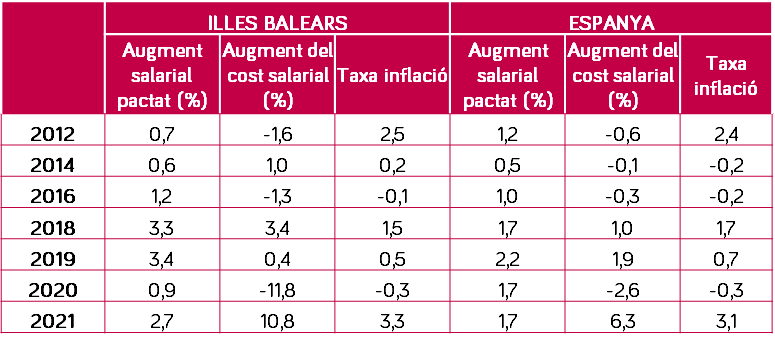 ILLES BALEARS ESPANYA
Augment salarial pactat (%) Augment del cost salarial (%) Taxa inflació Augment salarial pactat (%) Augment del cost salarial (%) Taxa inflació
2012 0,7 -1,6 2,5 1,2 -0,6 2,4
2014 0,6 1,0 0,2 0,5 -0,1 -0,2
2016 1,2 -1,3 -0,1 1,0 -0,3 -0,2
2018 3,3 3,4 1,5 1,7 1,0 1,7
2019 3,4 0,4 0,5 2,2 1,9 0,7
2020 0,9 -11,8 -0,3 1,7 -2,6 -0,3
2021 2,7 10,8 3,3 1,7 6,3 3,1